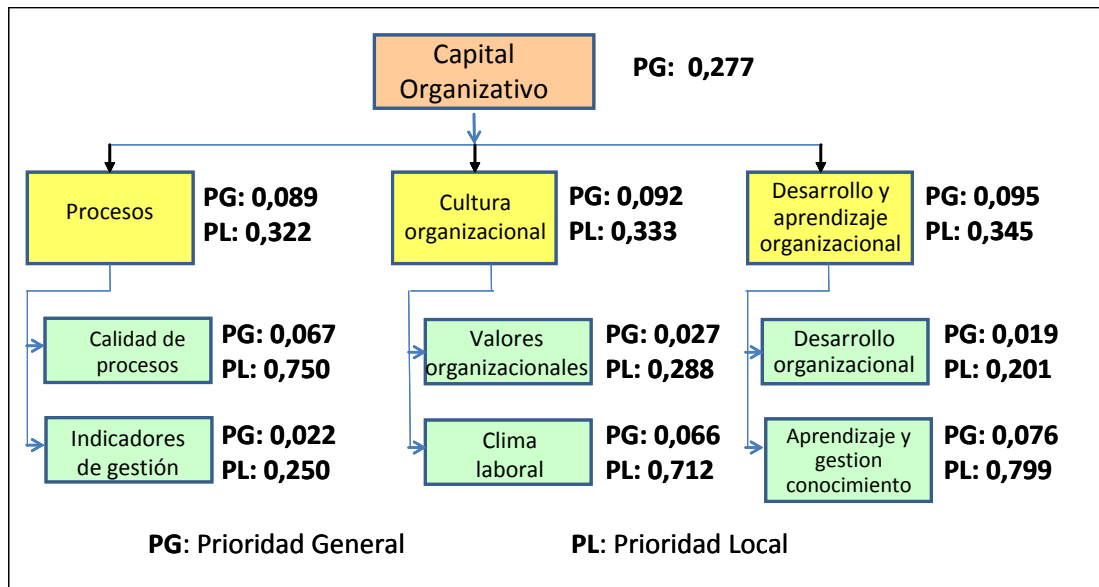 Capital
Organizativo
PG: 0,277
Procesos
PG: 0,089
PL: 0,322
Cultura
organizacional
PG: 0,092
PL: 0,333
Desarrollo y
aprendizaje
organizacional
PG: 0,095
PL: 0,345
Calidad de
procesos
PG: 0,067
PL: 0,750
Valores
organizacionales
PG: 0,027
PL: 0,288
Desarrollo
organizacional
PG: 0,019
PL: 0,201
Indicadores
de gestión
PG: 0,022
PL: 0,250
Clima
laboral
PG: 0,066
PL: 0,712
Aprendizaje y
gestion
conocimiento
PG: 0,076
PL: 0,799
PG: Prioridad General
PL: Prioridad Local